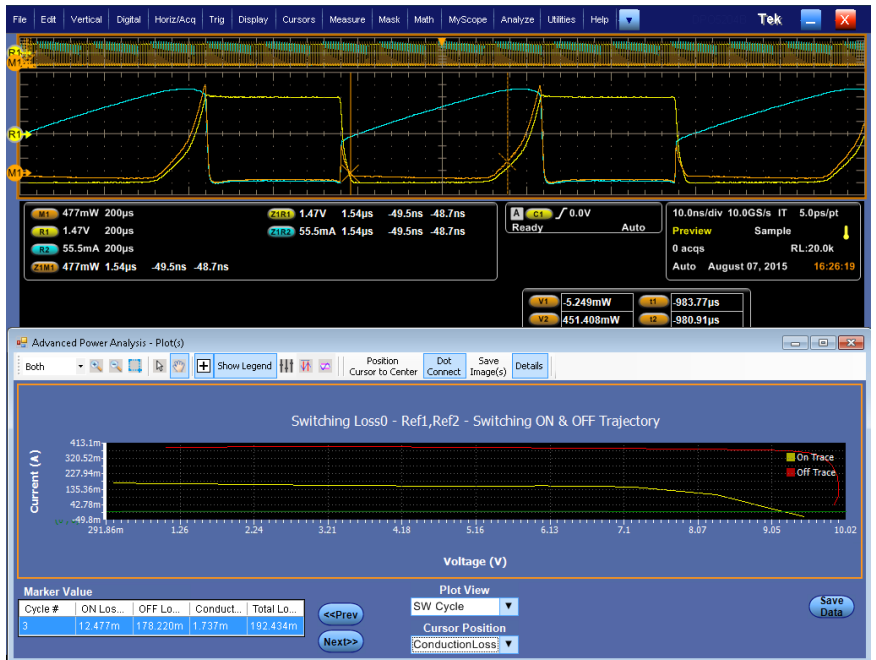 File Edit Vertical Digital Horiz/Acq Trig Display Cursors Measure Mask Math MyScope Analyze Utilities Help Tek X
R1
M1
R1
M1
M1 477mW 200µs Z1R1 1.47V 1.54µs -49.5ns -48.7ns A C1 0.0V 10.0ns/div 10.0GS/s IT 5.0ps/pt
R1 1.47V 200µs Z1R2 55.5mA 1.54µs -49.5ns -48.7ns Ready Auto Preview Sample
R2 55.5mA 200µs 0 acqs RL:20.0k
Z1M1 477mW 1.54µs -49.5ns -48.7ns Auto August 07, 2015 16:26:19
V1 -5.249mW t1 -983.77µs
V2 451.408mW t2 -980.91µs
Advanced Power Analysis - Plot(s)
Both Show Legend Position Cursor to Center Dot Connect Save Image(s) Details
Switching Loss0 - Ref1,Ref2 - Switching ON & OFF Trajectory
413.1m
320.52m On Trace
227.94m Off Trace
135.36m
42.78m
-49.8m
Current (A)
291.86m 1.26 2.24 3.21 4.18 5.16 6.13 7.1 8.07 9.05 10.02
Voltage (V)
Marker Value Plot View
Cycle # ON Los... OFF Lo... Conduct... Total Lo... <<Prev SW Cycle Save Data
3 12.477m 178.220m 1.737m 192.434m Cursor Position
Next>> ConductionLoss